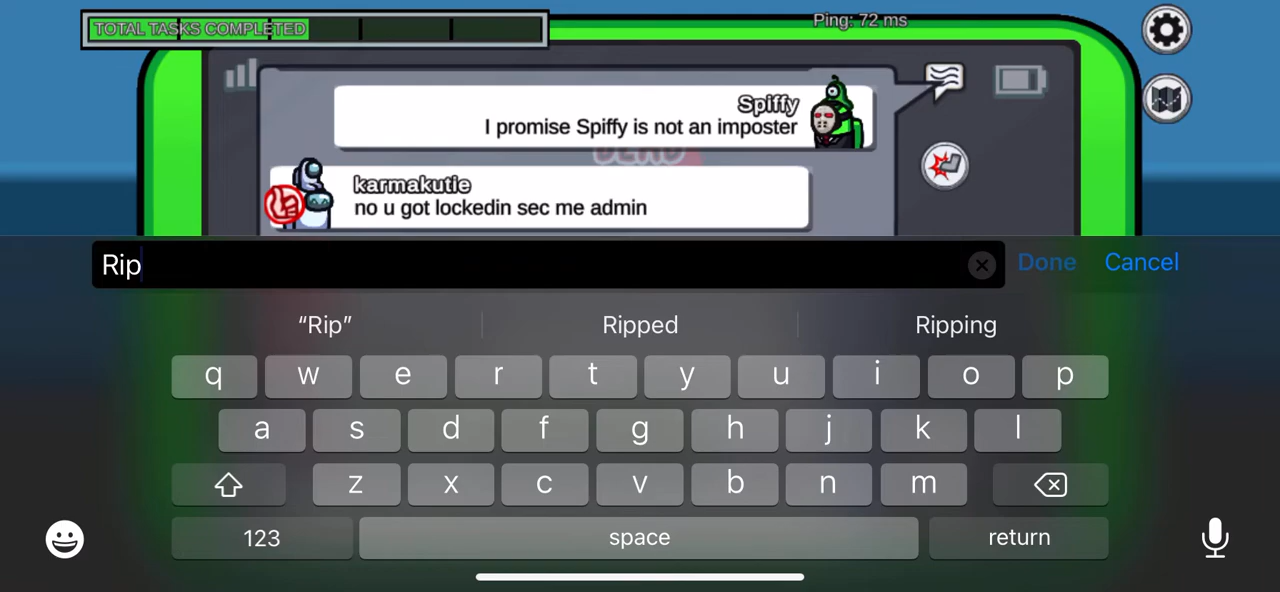 TOTAL TASKS COMPLETED
Ping: 72 ms
Spiffy
I promise Spiffy is not an imposter
DEAD
karmakutie
no u got lockedin sec me admin
Rip
Done
Cancel
“Rip”
Ripped
Ripping
q w e r t y u i o p
a s d f g h j k l
z x c v b n m
123
space
return